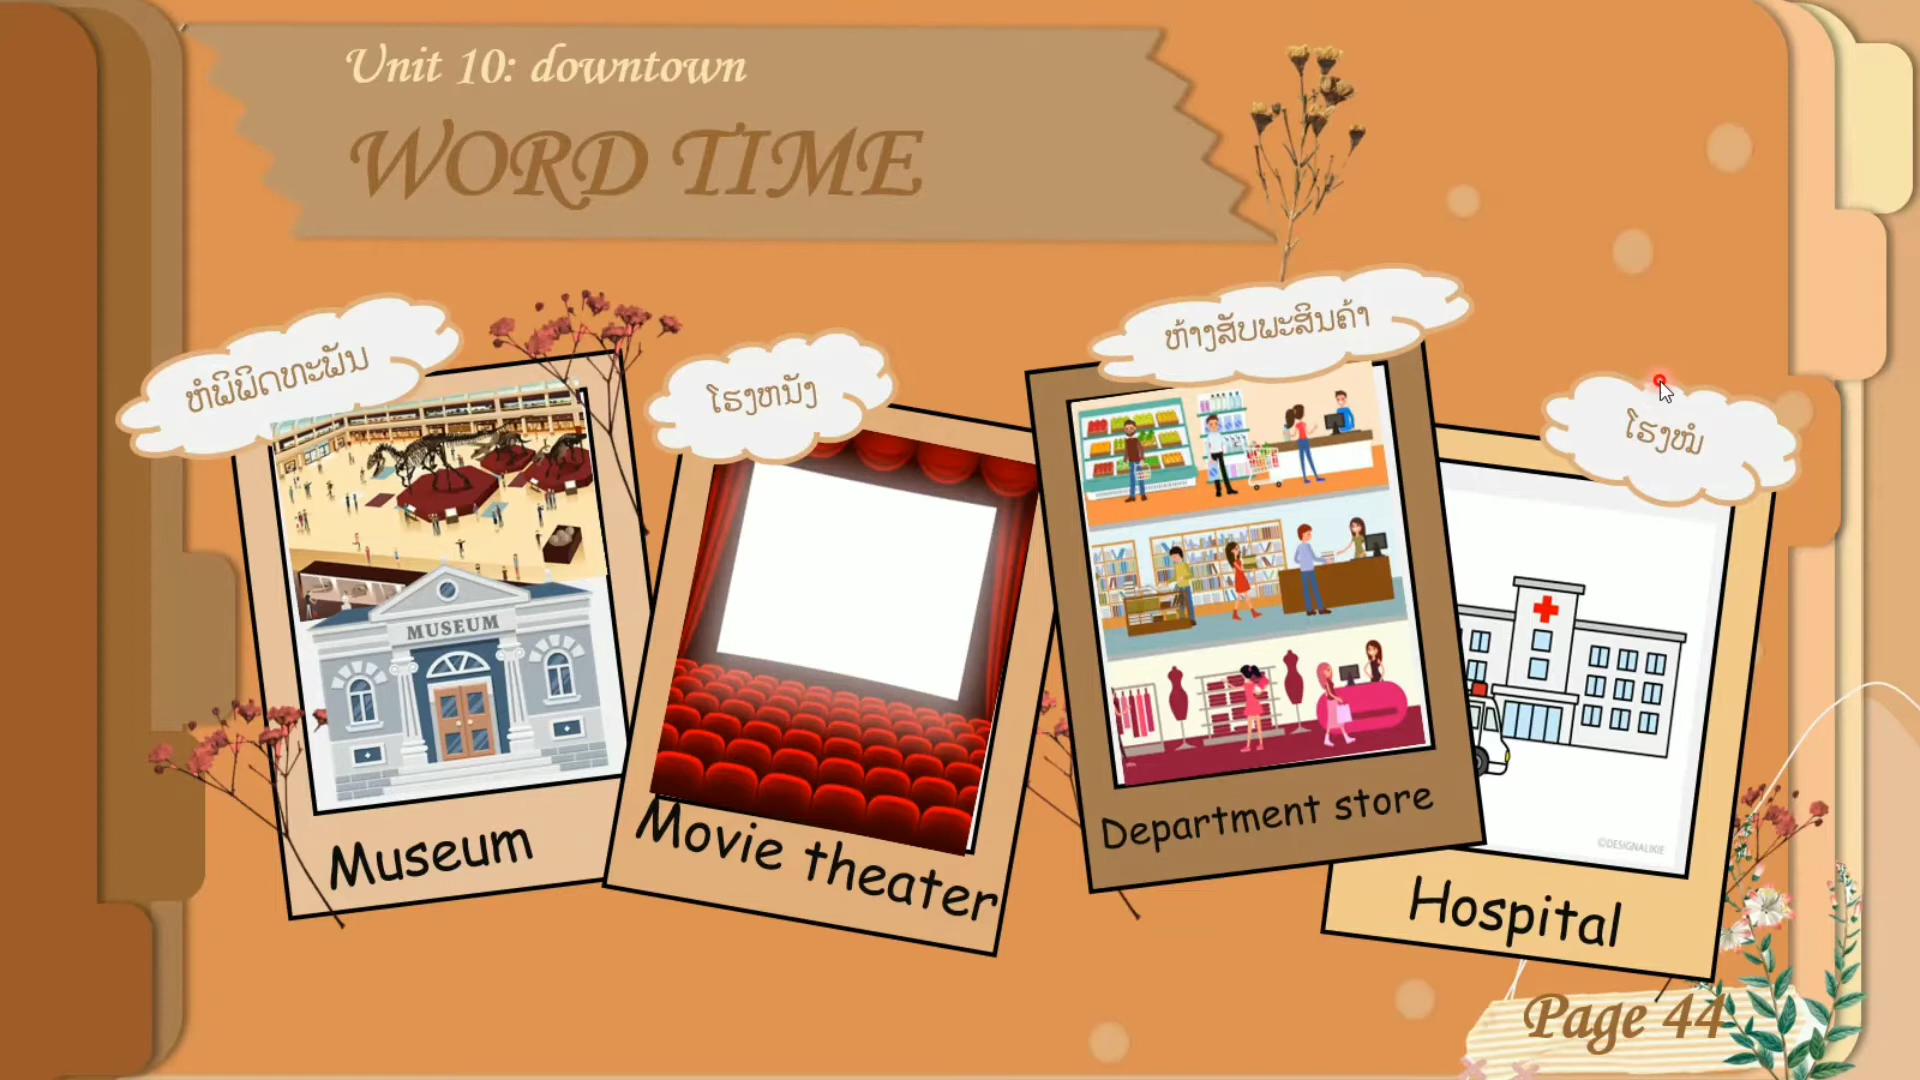 Unit 10: downtown
WORD TIME
ຫໍພິພິດທະພັນ
ໂຮງຫນັງ
ຫ້າງສັບພະສິນຄ້າ
ໂຮງໝໍ
MUSEUM
Museum
Movie theater
Department store
©DESIGNALIKIE
Hospital
Page 44